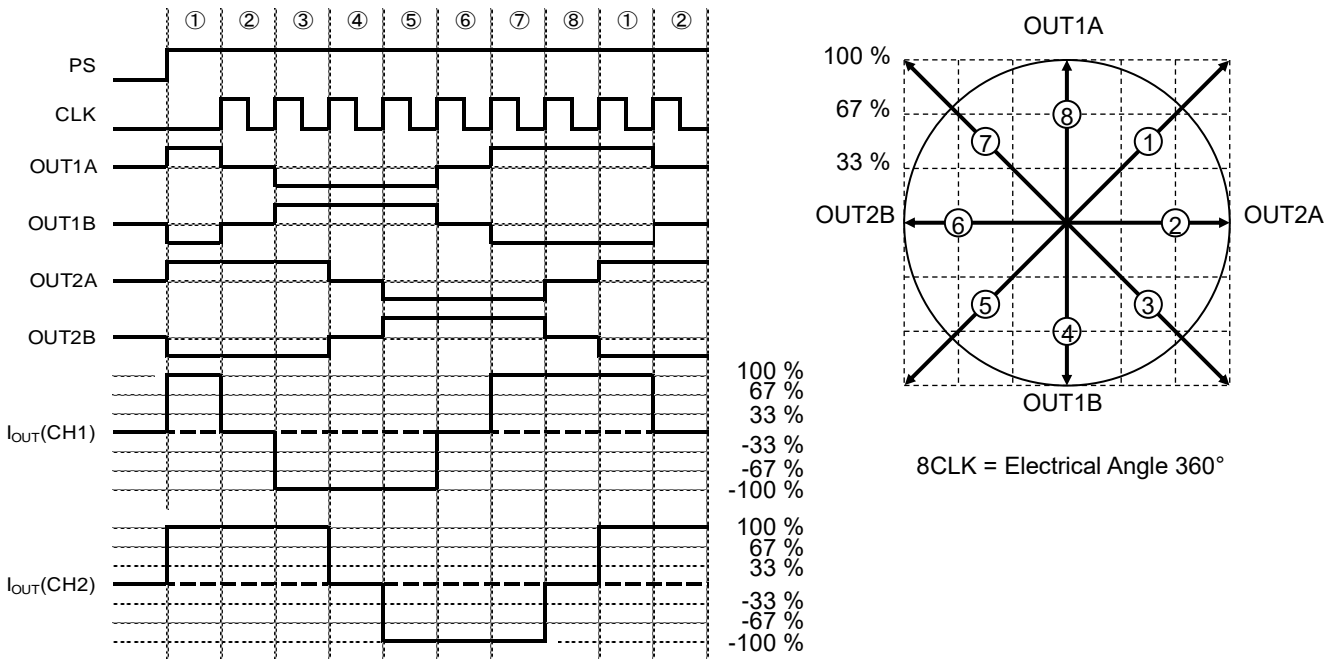 ① ② ③ ④ ⑤ ⑥ ⑦ ⑧ ① ②
PS
CLK
OUT1A
OUT1B
OUT2A
OUT2B
100 %
67 %
33 %
IOUT(CH1)
-33 %
-67 %
-100 %
100 %
67 %
33 %
IOUT(CH2)
-33 %
-67 %
-100 %
OUT1A
100 %
67 %
33 %
OUT2B
OUT2A
OUT1B
⑧
⑦
①
⑥
②
⑤
③
④
8CLK = Electrical Angle 360°